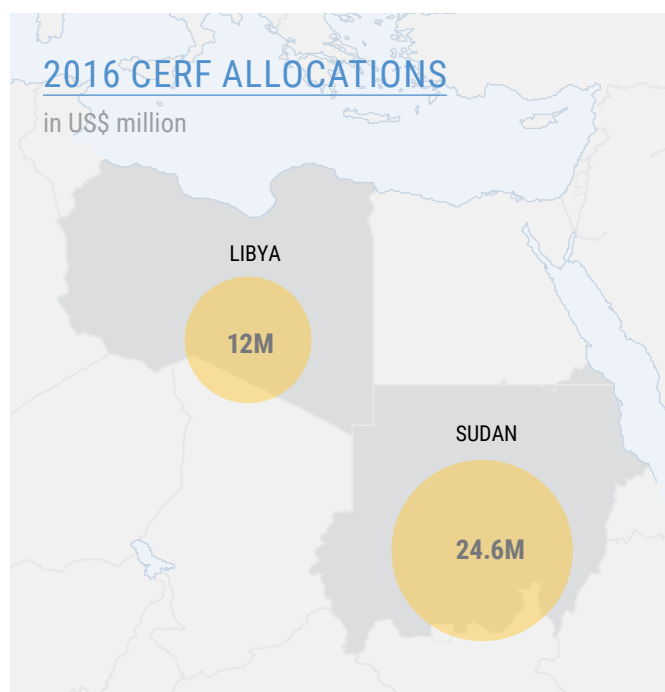 2016 CERF ALLOCATIONS
in US$ million
LIBYA
12M
SUDAN
24.6M